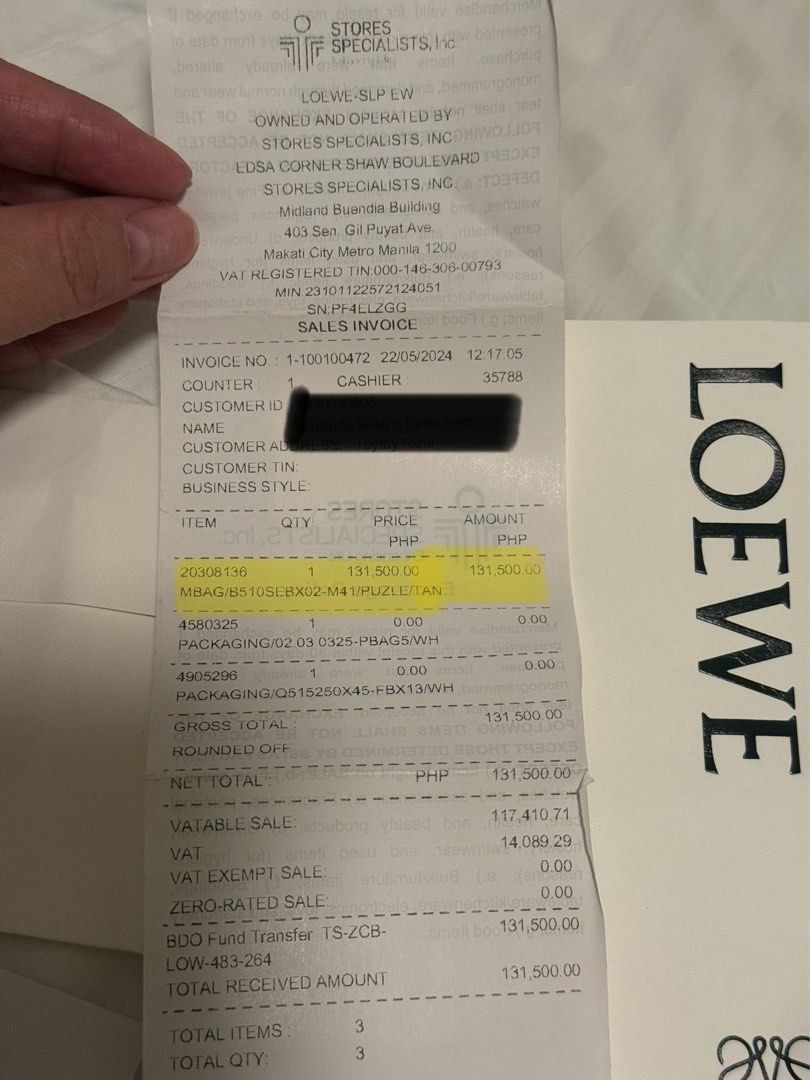 STORES
SPECIALISTS, Inc.
LOEWE-SLP EW
OWNED AND OPERATED BY
STORES SPECIALISTS, INC
EDSA CORNER SHAW BOULEVARD
STORES SPECIALISTS, INC
Midland Buendia Building
403 Sen. Gil Puyat Ave.
Makati City Metro Manila 1200
VAT REGISTERED TIN:000-146-306-00793
MIN:23101122572124051
SN:PF4ELZGG
SALES INVOICE
INVOICE NO : 1-100100472 22/05/2024 12:17:05
COUNTER : 1 CASHIER : 35788
CUSTOMER ID
NAME
CUSTOMER ADDRESS:
CUSTOMER TIN:
BUSINESS STYLE:
ITEM QTY PRICE AMOUNT
PHP PHP
20308136 1 131,500.00 131,500.00
MBAG/B510SEBX02-M41/PUZLE/TAN
4580325 1 0.00 0.00
PACKAGING/02.03.0325-PBAG5/WH
4905296 1 0.00 0.00
PACKAGING/Q515250X45-FBX13/WH
GROSS TOTAL : 131,500.00
ROUNDED OFF
NET TOTAL : PHP 131,500.00
VATABLE SALE: 117,410.71
VAT 14,089.29
VAT EXEMPT SALE: 0.00
ZERO-RATED SALE: 0.00
BDO Fund Transfer TS-ZCB- 131,500.00
LOW-483-264
TOTAL RECEIVED AMOUNT 131,500.00
TOTAL ITEMS : 3
TOTAL QTY: 3
LOEWE